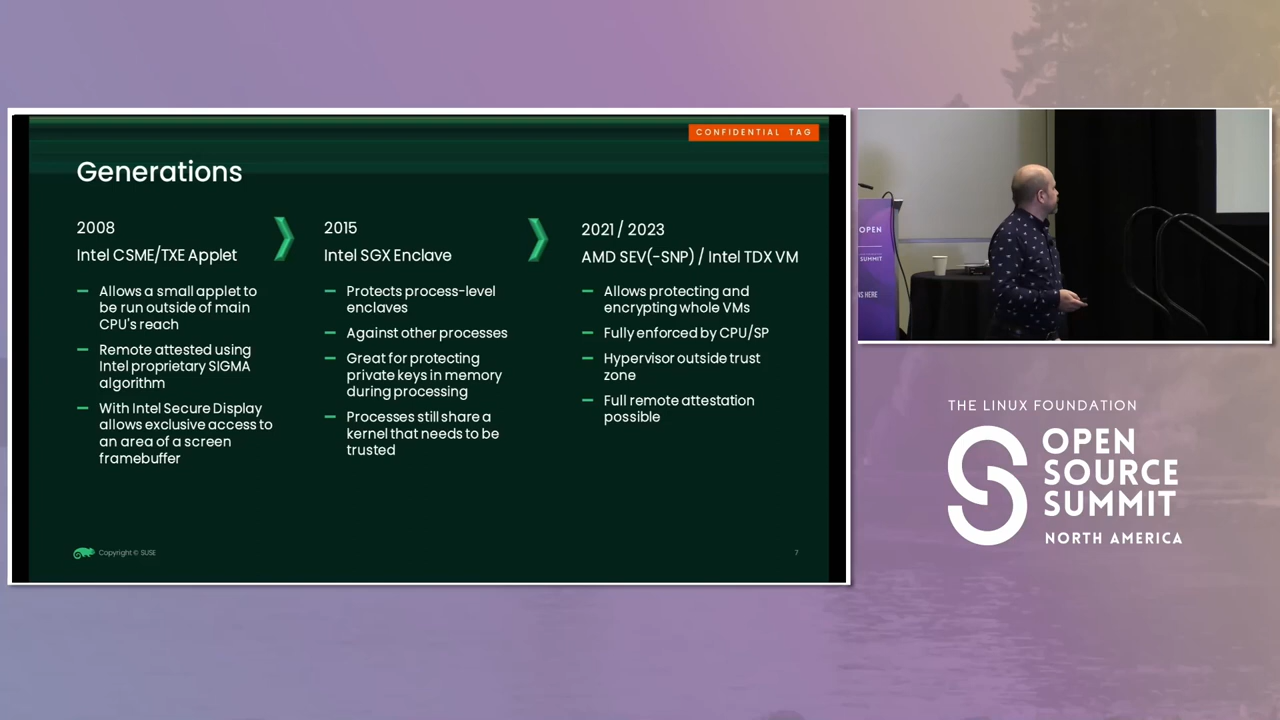 CONFIDENTIAL TAG
Generations
2008
Intel CSME/TXE Applet
Allows a small applet to
be run outside of main
CPU's reach
Remote attested using
Intel proprietary SIGMA
algorithm
With Intel Secure Display
allows exclusive access to
an area of a screen
framebuffer
2015
Intel SGX Enclave
Protects process-level
enclaves
Against other processes
Great for protecting
private keys in memory
during processing
Processes still share a
kernel that needs to be
trusted
2021 / 2023
AMD SEV(-SNP) / Intel TDX VM
Allows protecting and
encrypting whole VMs
Fully enforced by CPU/SP
Hypervisor outside trust
zone
Full remote attestation
possible
Copyright © SUSE
7
OPEN
SUMMIT
NS HERE
THE LINUX FOUNDATION
OPEN
SOURCE
SUMMIT
NORTH AMERICA